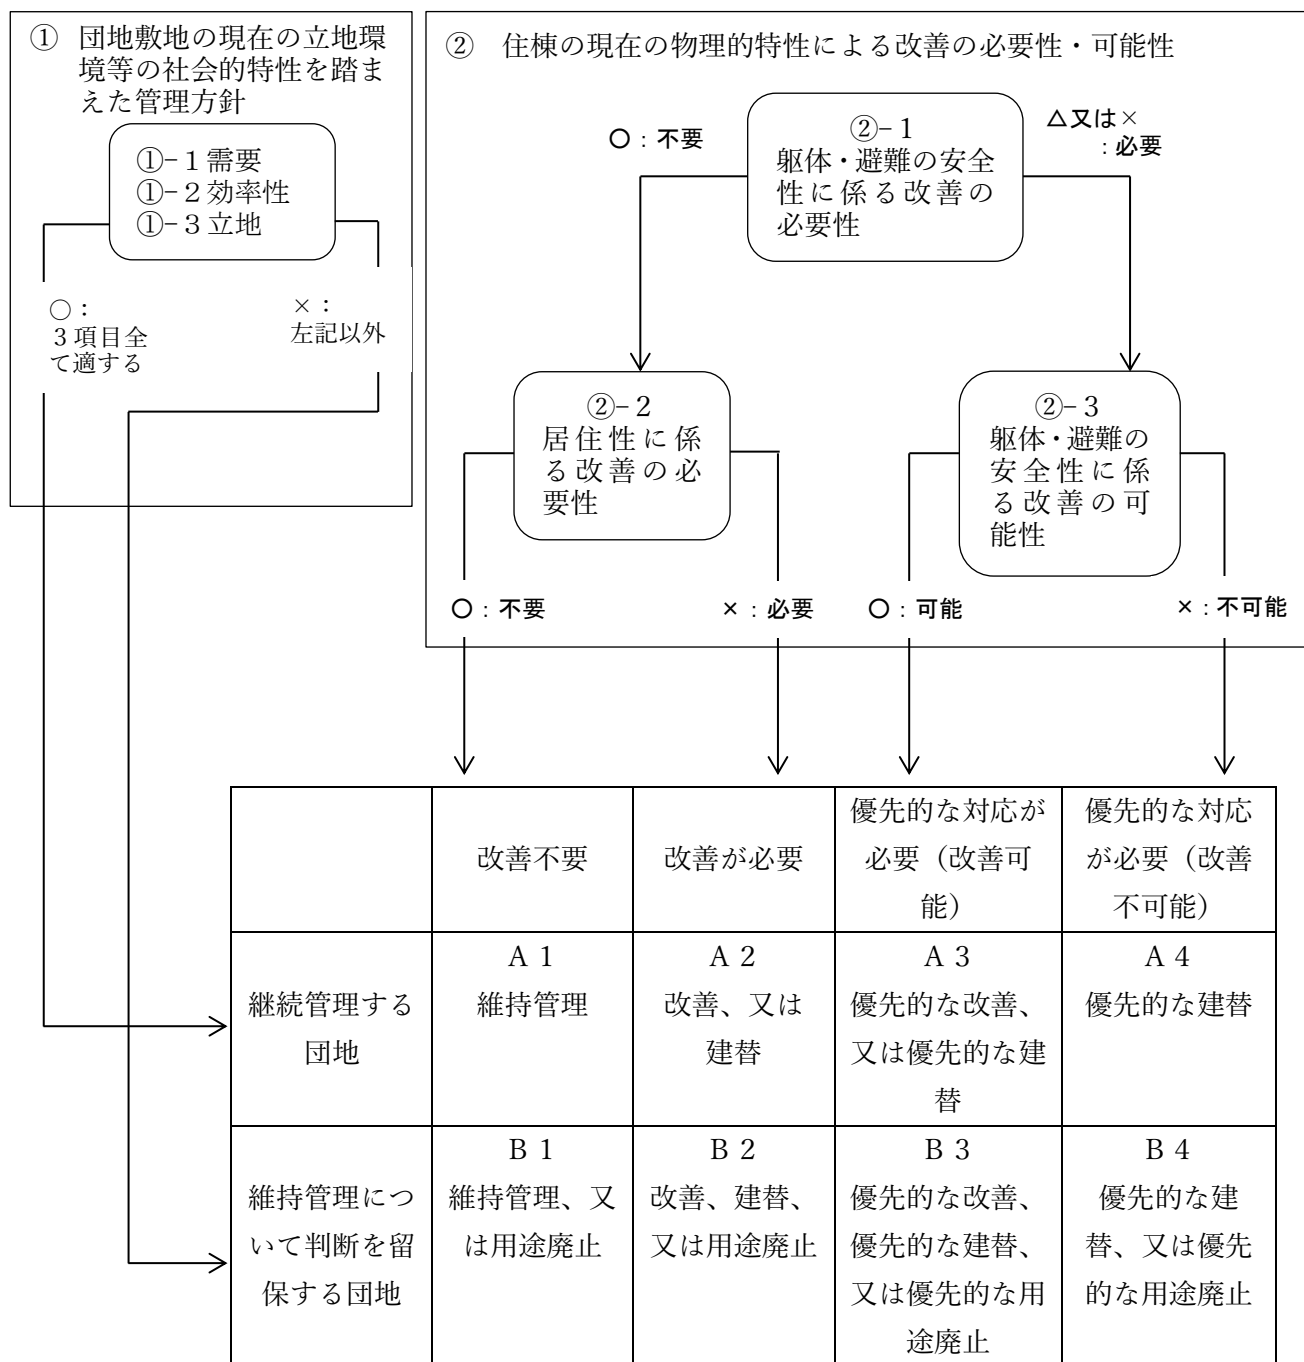 ① 団地敷地の現在の立地環
境等の社会的特性を踏ま
えた管理方針
①-１需要
①-２効率性
①-３立地
○：
３項目全
て適する
×：
左記以外
② 住棟の現在の物理的特性による改善の必要性・可能性
○：不要
②-１
躯体・避難の安全
性に係る改善の
必要性
△又は×
：必要
②-２
居住性に係
る改善の必
要性
②-３
躯体・避難の
安全性に係
る改善の可
能性
○：不要
×：必要
○：可能
×：不可能
改善不要
改善が必要
優先的な対応が
必要（改善可
能）
優先的な対応
が必要（改善
不可能）
継続管理する
団地
Ａ１
維持管理
Ａ２
改善、又は
建替
Ａ３
優先的な改善、
又は優先的な建
替
Ａ４
優先的な建替
維持管理につ
いて判断を留
保する団地
Ｂ１
維持管理、又
は用途廃止
Ｂ２
改善、建替、
又は用途廃止
Ｂ３
優先的な改善、
優先的な建替、
又は優先的な用
途廃止
Ｂ４
優先的な建
替、又は優先
的な用途廃止